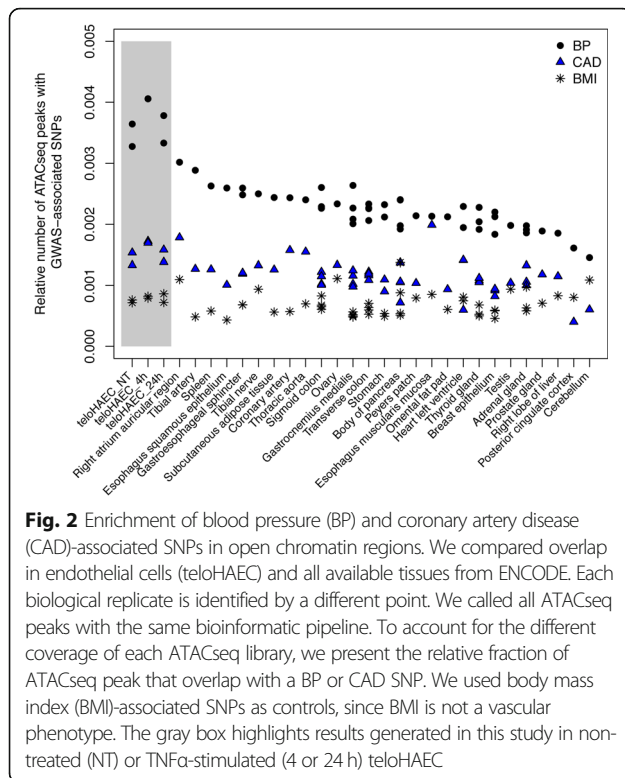 0.005
0.004
0.003
0.002
0.001
0.000
Relative number of ATACseq peaks with
GWAS−associated SNPs
BP
CAD
BMI
teloHAEC_NT
teloHAEC_4h
teloHAEC_24h
Right atrium auricular region
Tibial artery
Spleen
Esophagus squamous epithelium
Gastroesophageal sphincter
Tibial nerve
Subcutaneous adipose tissue
Coronary artery
Thoracic aorta
Sigmoid colon
Ovary
Gastrocnemius medialis
Transverse colon
Stomach
Body of pancreas
Peyers patch
Esophagus muscularis mucosa
Omental fat pad
Heart left ventricle
Thyroid gland
Breast epithelium
Testis
Adrenal gland
Prostate gland
Right lobe of liver
Posterior cingulate cortex
Cerebellum
Fig. 2 Enrichment of blood pressure (BP) and coronary artery disease
(CAD)-associated SNPs in open chromatin regions. We compared overlap
in endothelial cells (teloHAEC) and all available tissues from ENCODE. Each
biological replicate is identified by a different point. We called all ATACseq
peaks with the same bioinformatic pipeline. To account for the different
coverage of each ATACseq library, we present the relative fraction of
ATACseq peak that overlap with a BP or CAD SNP. We used body mass
index (BMI)-associated SNPs as controls, since BMI is not a vascular
phenotype. The gray box highlights results generated in this study in non-
treated (NT) or TNFα-stimulated (4 or 24 h) teloHAEC